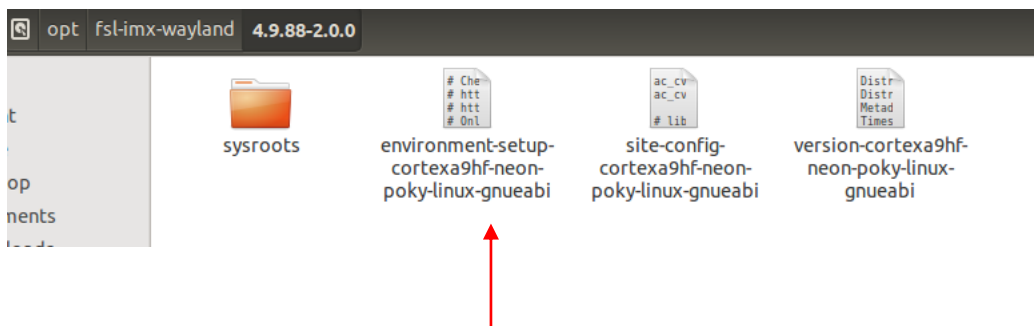 opt fsl-imx-wayland 4.9.88-2.0.0
# Che
# htt
# htt
# Onl
ac_cv
ac_cv
# lib
Distr
Distr
Metad
Times
sysroots
environment-setup-
cortexa9hf-neon-
poky-linux-gnueabi
site-config-
cortexa9hf-neon-
poky-linux-gnueabi
version-cortexa9hf-
neon-poky-linux-
gnueabi
t
op
ments